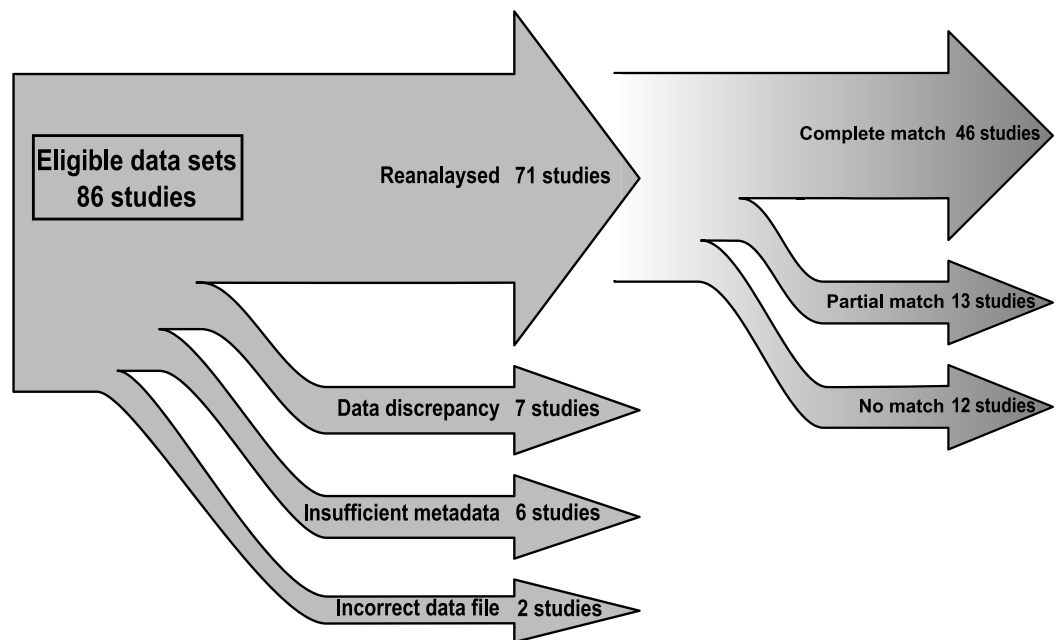 Eligible data sets
86 studies
Reanalaysed 71 studies
Data discrepancy 7 studies
Insufficient metadata 6 studies
Incorrect data file 2 studies
Complete match 46 studies
Partial match 13 studies
No match 12 studies